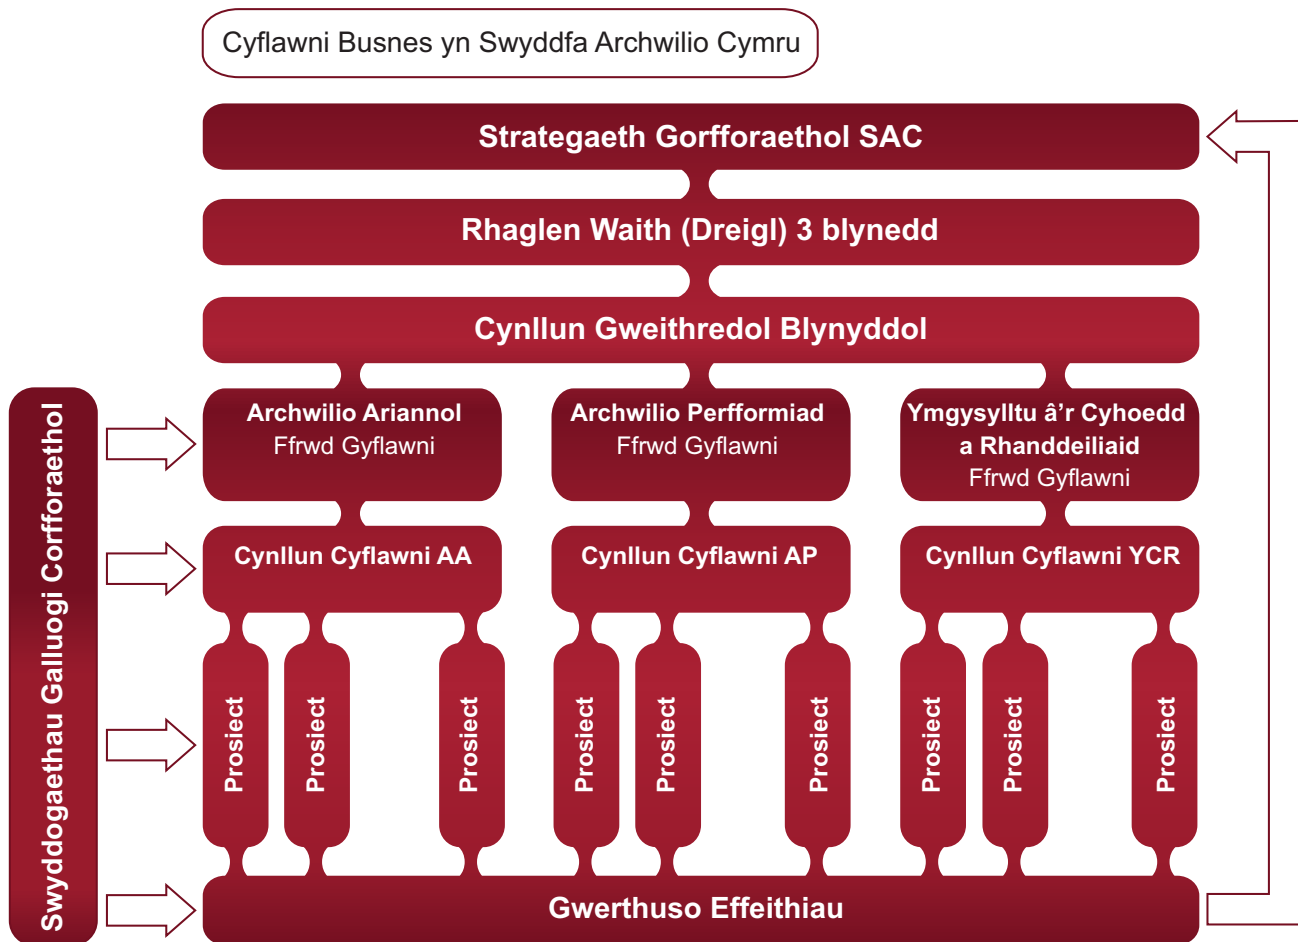 Cyflawni Busnes yn Swyddfa Archwilio Cymru
Strategaeth Gorfforaethol SAC
Rhaglen Waith (Dreigl) 3 blynedd
Cynllun Gweithredol Blynyddol
Swyddogaethau Galluogi Corfforaethol
Archwilio Ariannol
Ffrwd Gyflawni
Archwilio Perfformiad
Ffrwd Gyflawni
Ymgysylltu â’r Cyhoedd
a Rhanddeiliaid
Ffrwd Gyflawni
Cynllun Cyflawni AA
Cynllun Cyflawni AP
Cynllun Cyflawni YCR
Prosiect
Prosiect
Prosiect
Prosiect
Prosiect
Prosiect
Prosiect
Prosiect
Prosiect
Gwerthuso Effeithiau